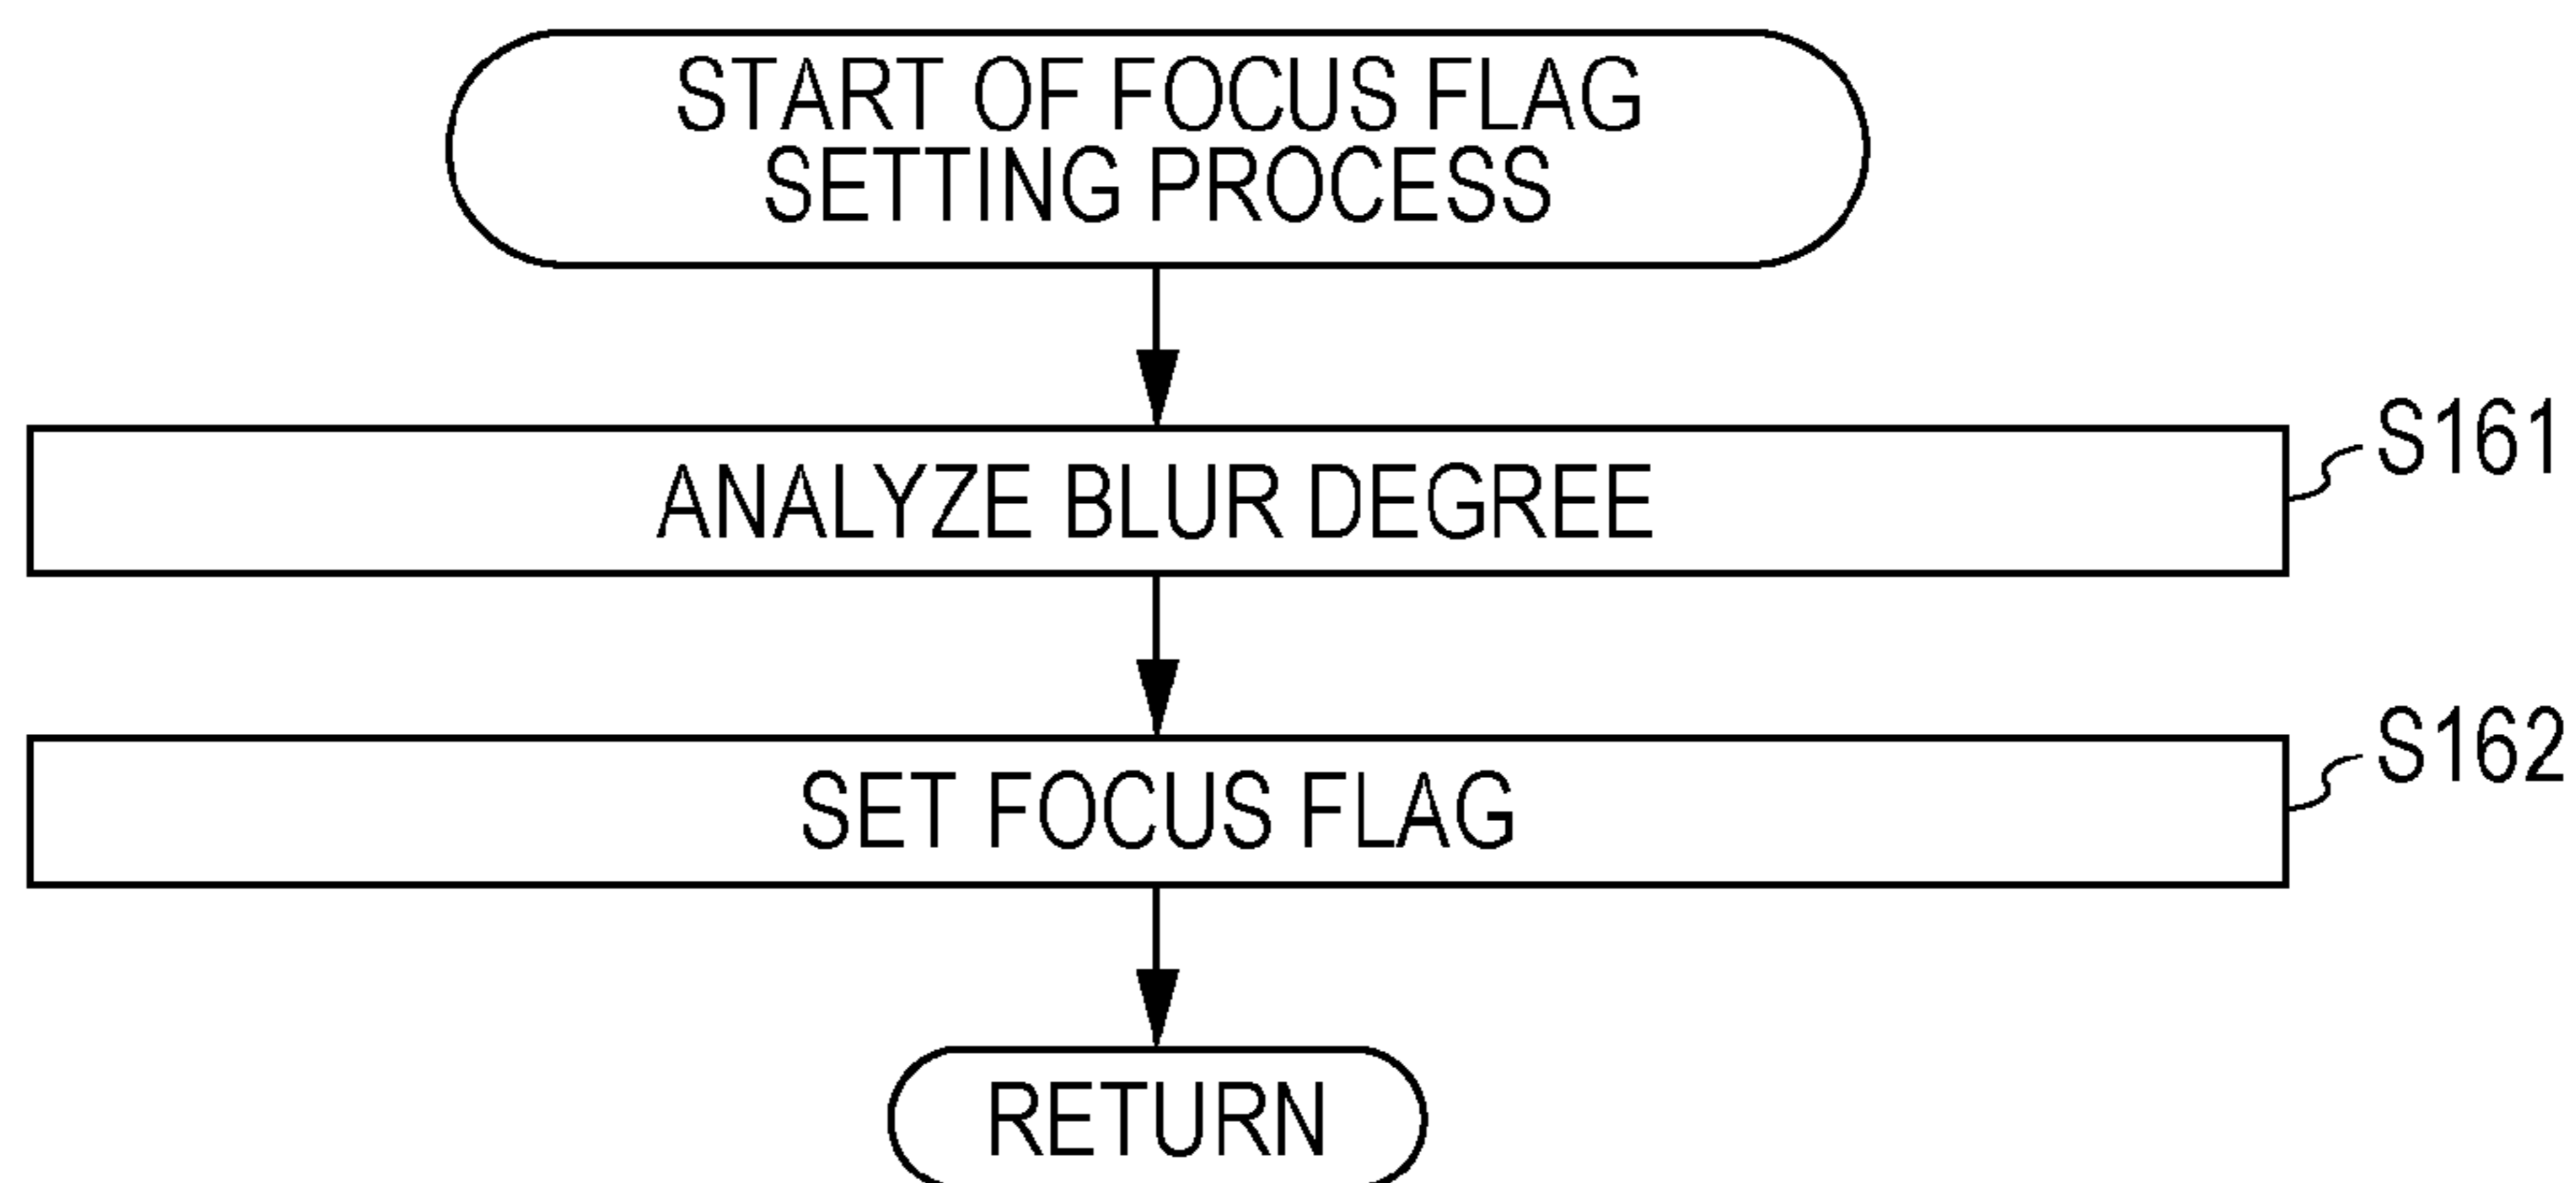 START OF FOCUS FLAG
SETTING PROCESS
S161
ANALYZE BLUR DEGREE
S162
SET FOCUS FLAG
RETURN